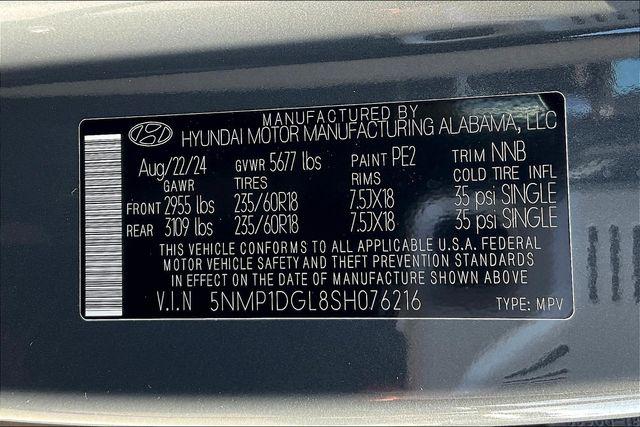 MANUFACTURED BY
HYUNDAI MOTOR MANUFACTURING ALABAMA, LLC
Aug/22/24 GVWR 5677 lbs PAINT PE2 TRIM NNB
GAWR TIRES RIMS COLD TIRE INFL
FRONT 2955 lbs 235/60R18 7.5JX18 35 psi SINGLE
REAR 3109 lbs 235/60R18 7.5JX18 35 psi SINGLE
THIS VEHICLE CONFORMS TO ALL APPLICABLE U.S.A. FEDERAL
MOTOR VEHICLE SAFETY AND THEFT PREVENTION STANDARDS
IN EFFECT ON THE DATE OF MANUFACTURE SHOWN ABOVE
V.I.N 5NMP1DGL8SH076216 TYPE: MPV